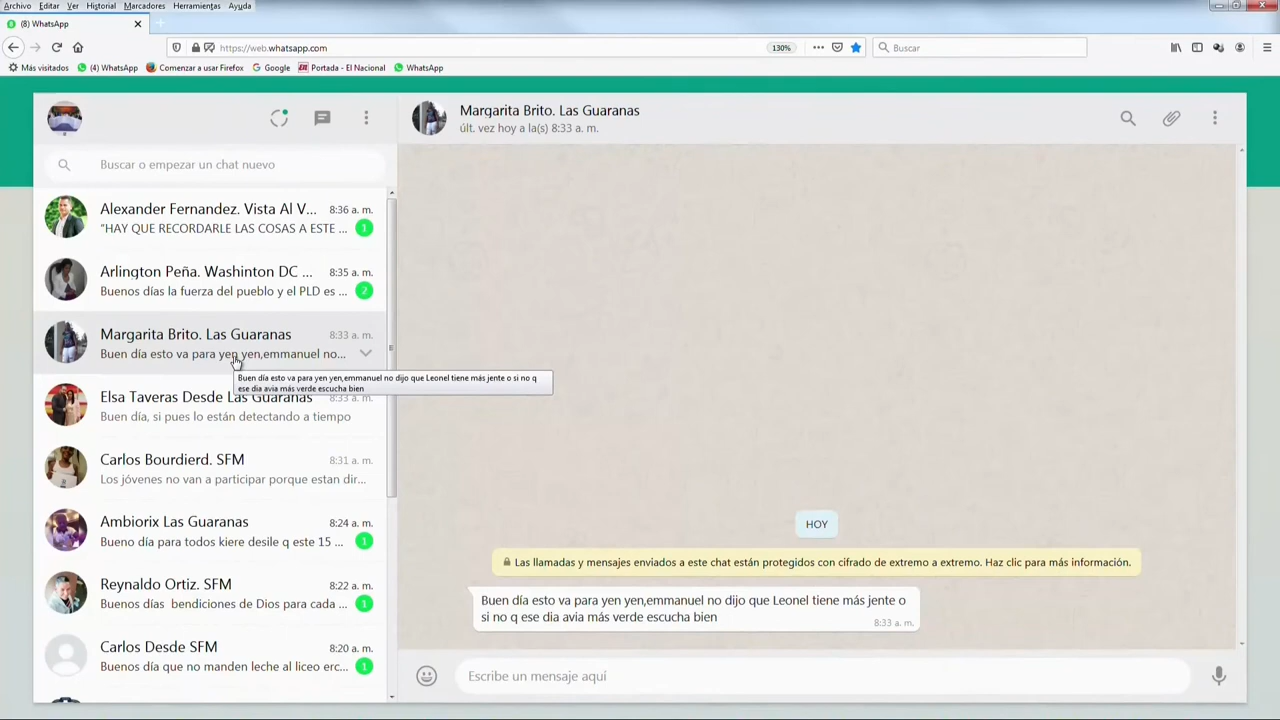 Archivo Editar Ver Historial Marcadores Herramientas Ayuda
(8) WhatsApp
https://web.whatsapp.com
130%
Buscar
Más visitados (4) WhatsApp Comenzar a usar Firefox Google Portada - El Nacional WhatsApp
Margarita Brito. Las Guaranas
últ. vez hoy a la(s) 8:33 a. m.
Buscar o empezar un chat nuevo
Alexander Fernandez. Vista Al V... 8:36 a. m.
"HAY QUE RECORDARLE LAS COSAS A ESTE ... 1
Arlington Peña. Washinton DC ... 8:35 a. m.
Buenos días la fuerza del pueblo y el PLD es ... 2
Margarita Brito. Las Guaranas 8:33 a. m.
Buen día esto va para yen yen,emmanuel no...
Buen día esto va para yen yen,emmanuel no dijo que Leonel tiene más jente o si no q
ese dia avia más verde escucha bien
Elsa Taveras Desde Las Guaranas 8:33 a. m.
Buen día, si pues lo están detectando a tiempo
Carlos Bourdierd. SFM 8:31 a. m.
Los jóvenes no van a participar porque estan dir...
Ambiorix Las Guaranas 8:24 a. m.
Bueno día para todos kiere desile q este 15 ... 1
Reynaldo Ortiz. SFM 8:22 a. m.
Buenos días bendiciones de Dios para cada ... 1
Carlos Desde SFM 8:20 a. m.
Buenos día que no manden leche al liceo erc... 1
HOY
Las llamadas y mensajes enviados a este chat están protegidos con cifrado de extremo a extremo. Haz clic para más información.
Buen día esto va para yen yen,emmanuel no dijo que Leonel tiene más jente o
si no q ese dia avia más verde escucha bien
8:33 a. m.
Escribe un mensaje aquí